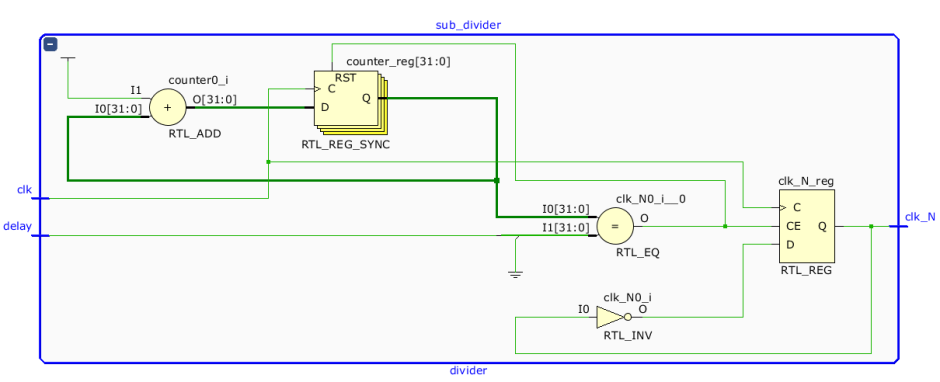 sub_divider
counter_reg[31:0]
counter0_i
RST
I1
C
O[31:0]
Q
I0[31:0]
D
+
RTL_ADD
RTL_REG_SYNC
clk_N_reg
clk
clk_N0_i__0
C
I0[31:0]
O
CE
Q
clk_N
delay
I1[31:0]
=
D
RTL_EQ
RTL_REG
clk_N0_i
I0
O
RTL_INV
divider